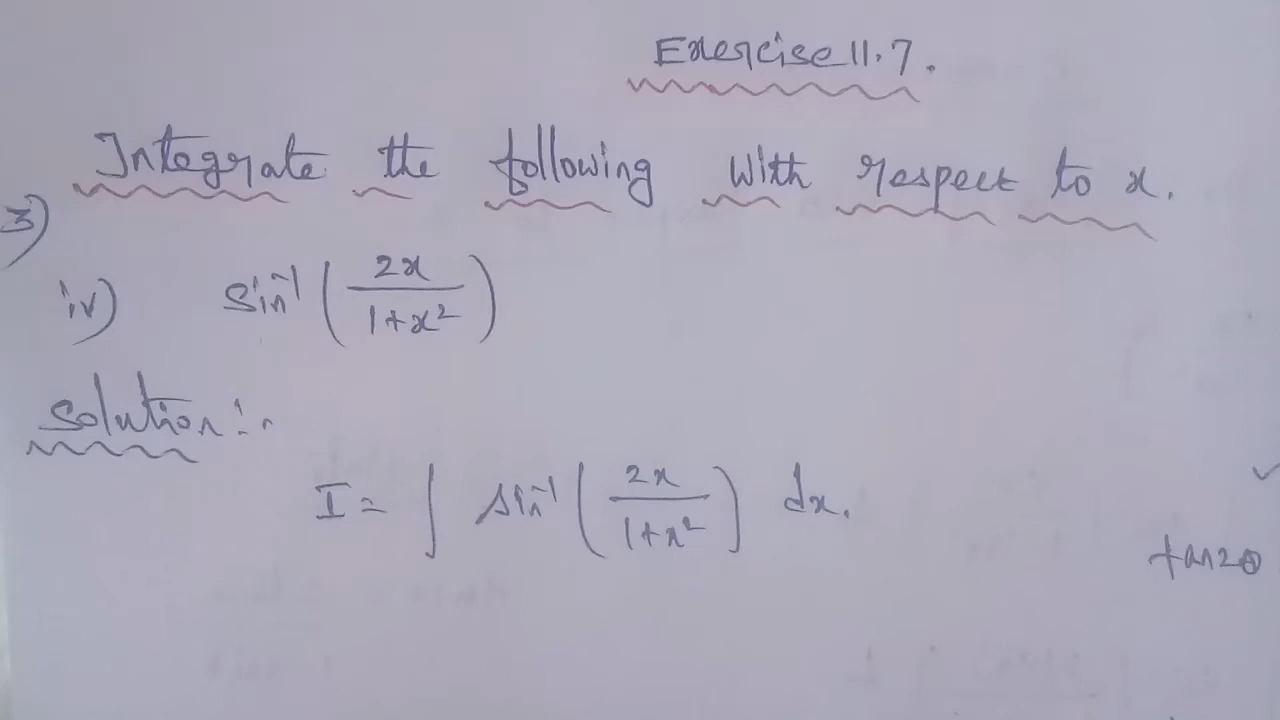 Exercise 11.7.
Integrate the following with respect to x.
3)
iv) Sin⁻¹ (2x / 1+x²)
Solution:-
I = ∫ sin⁻¹ (2x / 1+x²) dx.
tan2θ